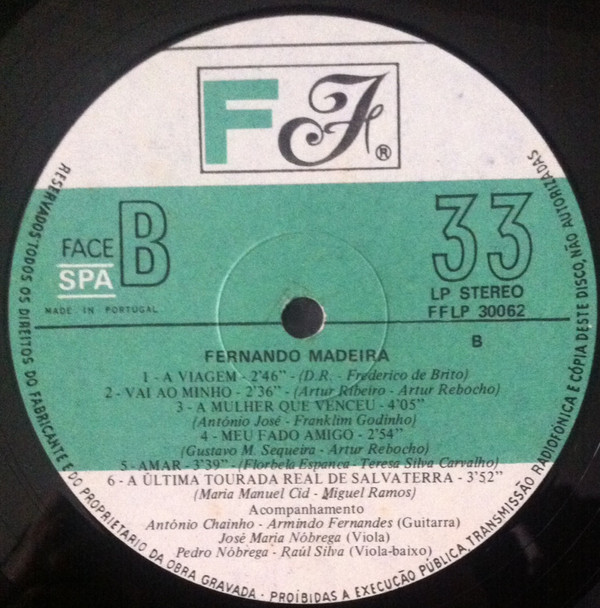 F F ®
FACE B
SPA
MADE IN PORTUGAL
33
LP STEREO
FFLP 30062
B
FERNANDO MADEIRA
1 - A VIAGEM - 2'46" - (D.R. - Frederico de Brito)
2 - VAI AO MINHO - 2'36" - (Artur Ribeiro - Artur Rebocho)
3 - A MULHER QUE VENCEU - 4'05"
(António José - Franklim Godinho)
4 - MEU FADO AMIGO - 2'54"
(Gustavo M. Sequeira - Artur Rebocho)
5 - AMAR - 3'39" - (Florbela Espanca - Teresa Silva Carvalho)
6 - A ÚLTIMA TOURADA REAL DE SALVATERRA - 3'52"
(Maria Manuel Cid - Miguel Ramos)
Acompanhamento
António Chainho - Armindo Fernandes (Guitarra)
José Maria Nóbrega (Viola)
Pedro Nóbrega - Raúl Silva (Viola-baixo)
RESERVADOS TODOS OS DIREITOS DO FABRICANTE E DO PROPRIETARIO DA OBRA GRAVADA - PROÍBIDAS A EXECUÇÃO PÚBLICA, TRANSMISSÃO RADIOFÓNICA E CÓPIA DESTE DISCO, NÃO AUTORIZADAS